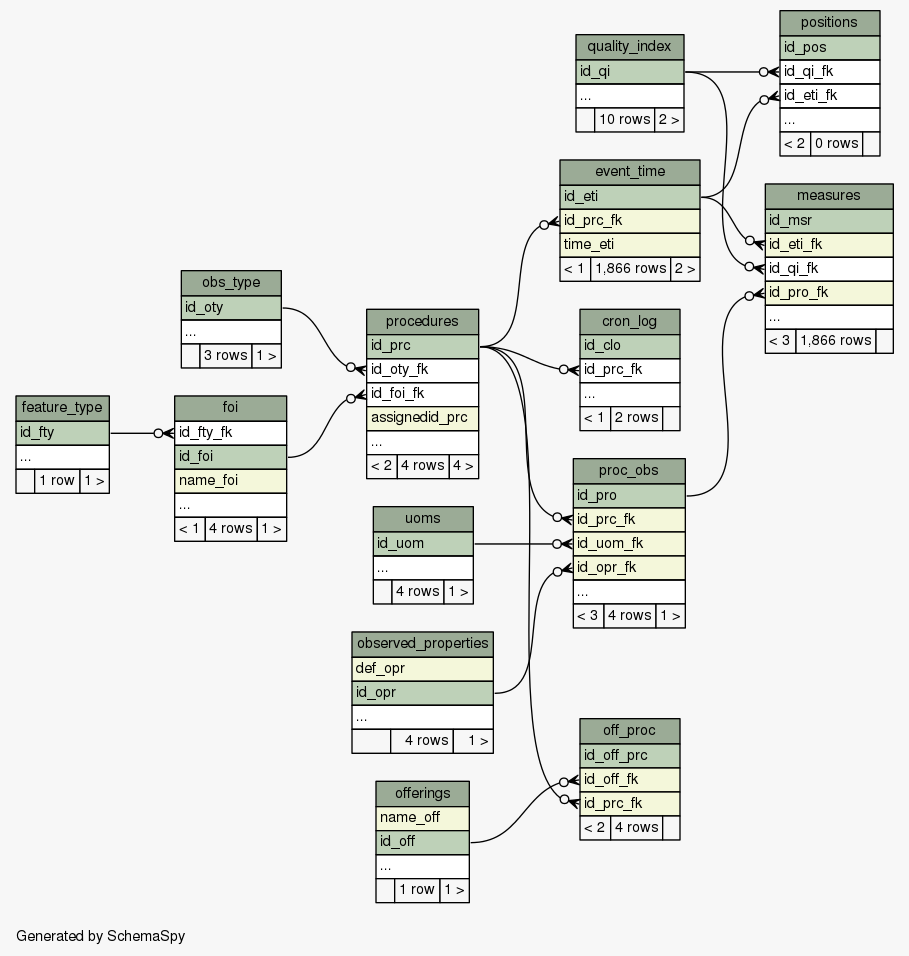 positions
id_pos
id_qi_fk
id_eti_fk
...
< 2 0 rows
quality_index
id_qi
...
10 rows 2 >
event_time
id_eti
id_prc_fk
time_eti
< 1 1,866 rows 2 >
measures
id_msr
id_eti_fk
id_qi_fk
id_pro_fk
...
< 3 1,866 rows
obs_type
id_oty
...
3 rows 1 >
procedures
id_prc
id_oty_fk
id_foi_fk
assignedid_prc
...
< 2 4 rows 4 >
cron_log
id_clo
id_prc_fk
...
< 1 2 rows
feature_type
id_fty
...
1 row 1 >
foi
id_fty_fk
id_foi
name_foi
...
< 1 4 rows 1 >
proc_obs
id_pro
id_prc_fk
id_uom_fk
id_opr_fk
...
< 3 4 rows 1 >
uoms
id_uom
...
4 rows 1 >
observed_properties
def_opr
id_opr
...
4 rows 1 >
off_proc
id_off_prc
id_off_fk
id_prc_fk
< 2 4 rows
offerings
name_off
id_off
...
1 row 1 >
Generated by SchemaSpy